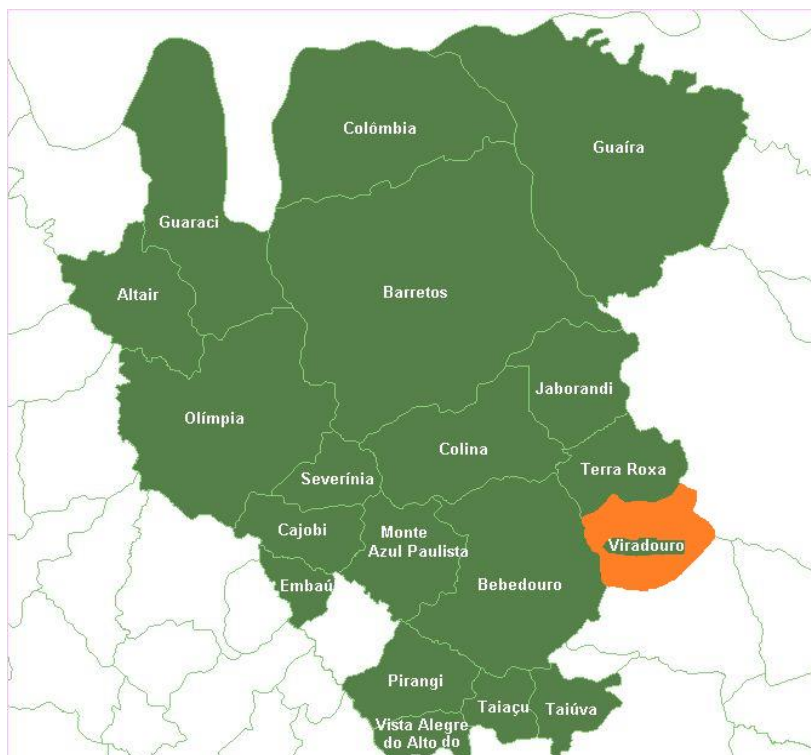 Colômbia
Guaíra
Guaraci
Altair
Barretos
Jaborandi
Olímpia
Colina
Terra Roxa
Severínia
Cajobi
Monte
Azul Paulista
Viradouro
Embaú
Bebedouro
Pirangi
Taiaçu
Taiúva
Vista Alegre
do Alto do